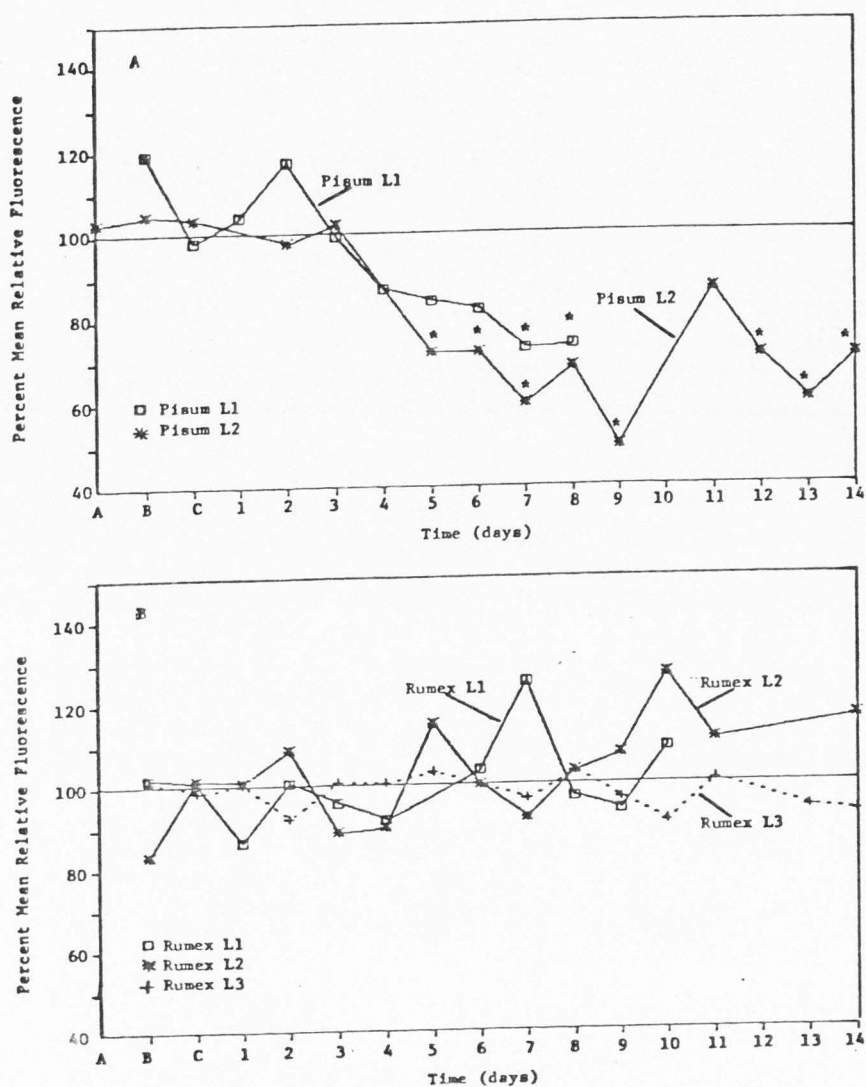 A
Percent Mean Relative Fluorescence
140
120
100
80
60
40
Pisum L1
Pisum L2
Pisum L1
Pisum L2
A B C 1 2 3 4 5 6 7 8 9 10 11 12 13 14
Time (days)
B
Percent Mean Relative Fluorescence
140
120
100
80
60
40
Rumex L1
Rumex L2
Rumex L3
Rumex L1
Rumex L2
Rumex L3
A B C 1 2 3 4 5 6 7 8 9 10 11 12 13 14
Time (days)